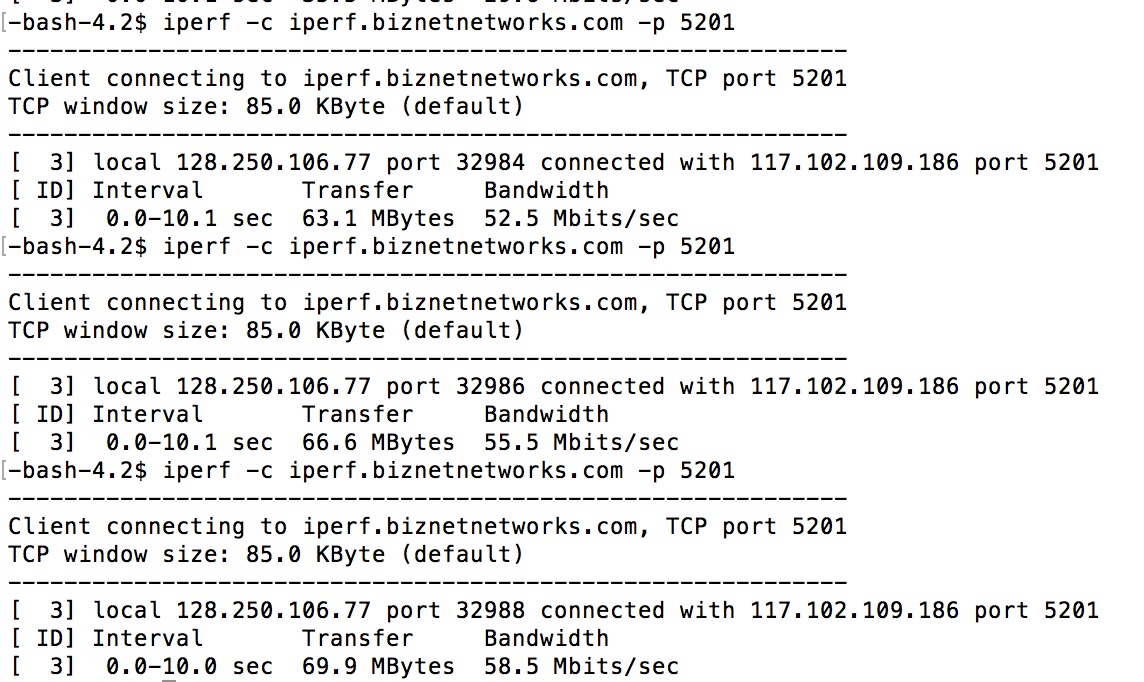 [-bash-4.2$ iperf -c iperf.biznetnetworks.com -p 5201
------------------------------------------------------------
Client connecting to iperf.biznetnetworks.com, TCP port 5201
TCP window size: 85.0 KByte (default)
------------------------------------------------------------
[  3] local 128.250.106.77 port 32984 connected with 117.102.109.186 port 5201
[ ID] Interval       Transfer     Bandwidth
[  3]  0.0-10.1 sec  63.1 MBytes  52.5 Mbits/sec
[-bash-4.2$ iperf -c iperf.biznetnetworks.com -p 5201
------------------------------------------------------------
Client connecting to iperf.biznetnetworks.com, TCP port 5201
TCP window size: 85.0 KByte (default)
------------------------------------------------------------
[  3] local 128.250.106.77 port 32986 connected with 117.102.109.186 port 5201
[ ID] Interval       Transfer     Bandwidth
[  3]  0.0-10.1 sec  66.6 MBytes  55.5 Mbits/sec
[-bash-4.2$ iperf -c iperf.biznetnetworks.com -p 5201
------------------------------------------------------------
Client connecting to iperf.biznetnetworks.com, TCP port 5201
TCP window size: 85.0 KByte (default)
------------------------------------------------------------
[  3] local 128.250.106.77 port 32988 connected with 117.102.109.186 port 5201
[ ID] Interval       Transfer     Bandwidth
[  3]  0.0-10.0 sec  69.9 MBytes  58.5 Mbits/sec